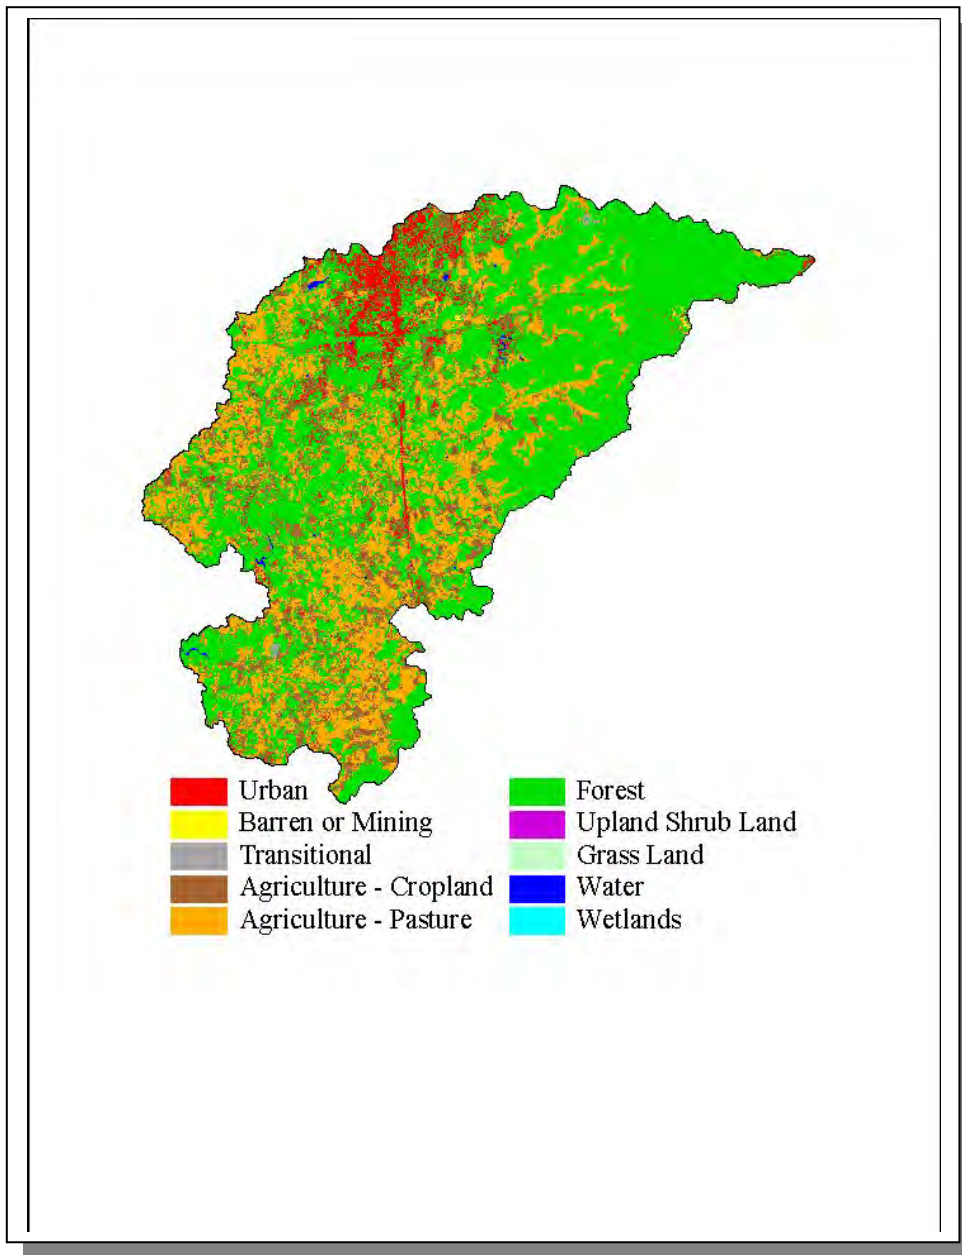 Urban
Barren or Mining
Transitional
Agriculture - Cropland
Agriculture - Pasture
Forest
Upland Shrub Land
Grass Land
Water
Wetlands